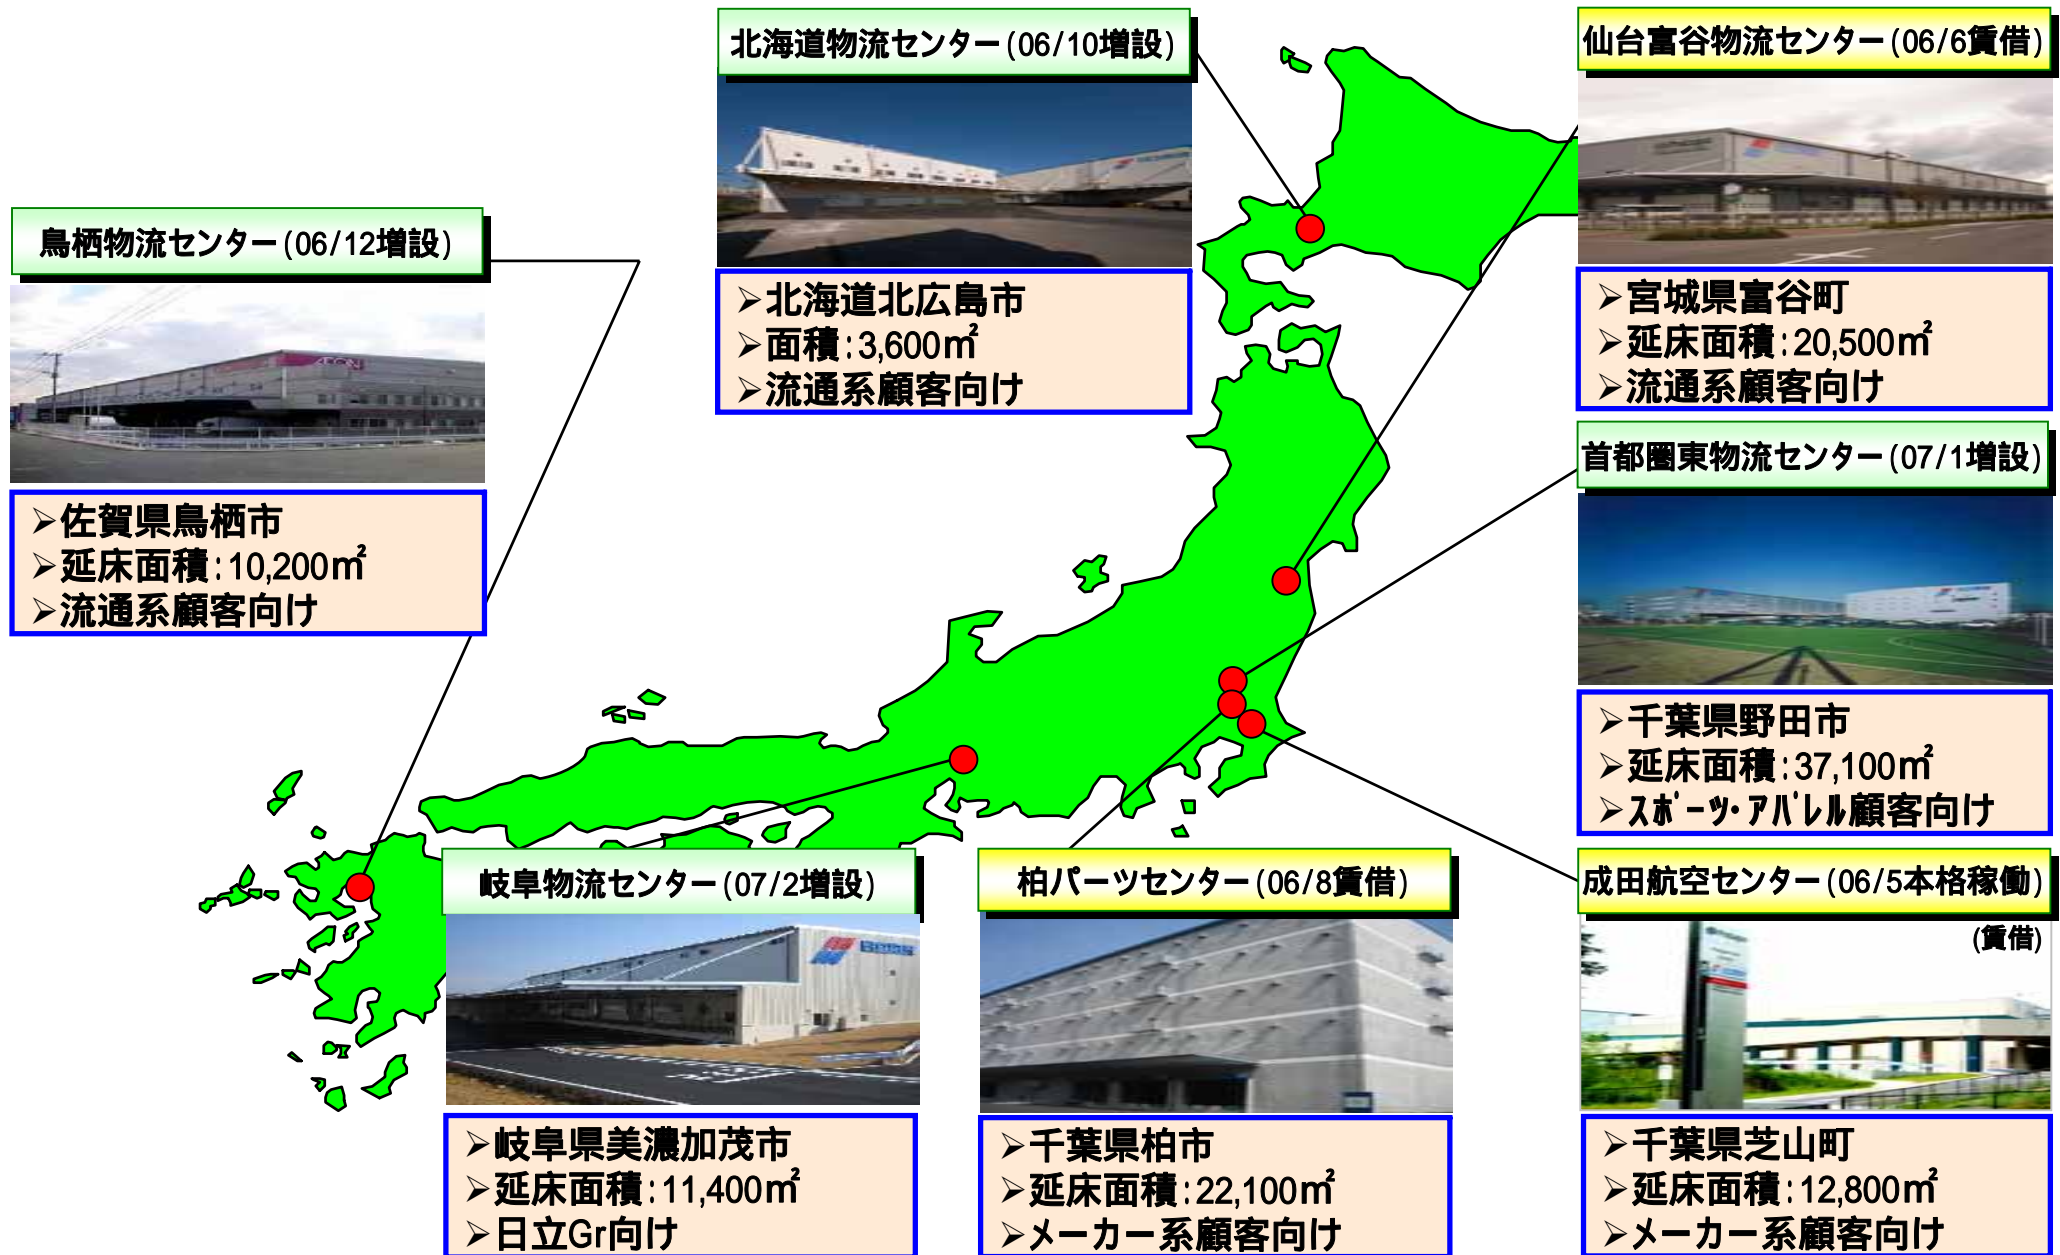 北海道物流センター(06/10増設)
➢北海道北広島市
➢面積:3,600㎡
➢流通系顧客向け
仙台富谷物流センター(06/6賃借)
➢宮城県富谷町
➢延床面積:20,500㎡
➢流通系顧客向け
鳥栖物流センター(06/12増設)
AEON
➢佐賀県鳥栖市
➢延床面積:10,200㎡
➢流通系顧客向け
首都圏東物流センター(07/1増設)
➢千葉県野田市
➢延床面積:37,100㎡
➢スポーツ・アパレル顧客向け
岐阜物流センター(07/2増設)
➢岐阜県美濃加茂市
➢延床面積:11,400㎡
➢日立Gr向け
柏パーツセンター(06/8賃借)
➢千葉県柏市
➢延床面積:22,100㎡
➢メーカー系顧客向け
成田航空センター(06/5本格稼働)
(賃借)
➢千葉県芝山町
➢延床面積:12,800㎡
➢メーカー系顧客向け